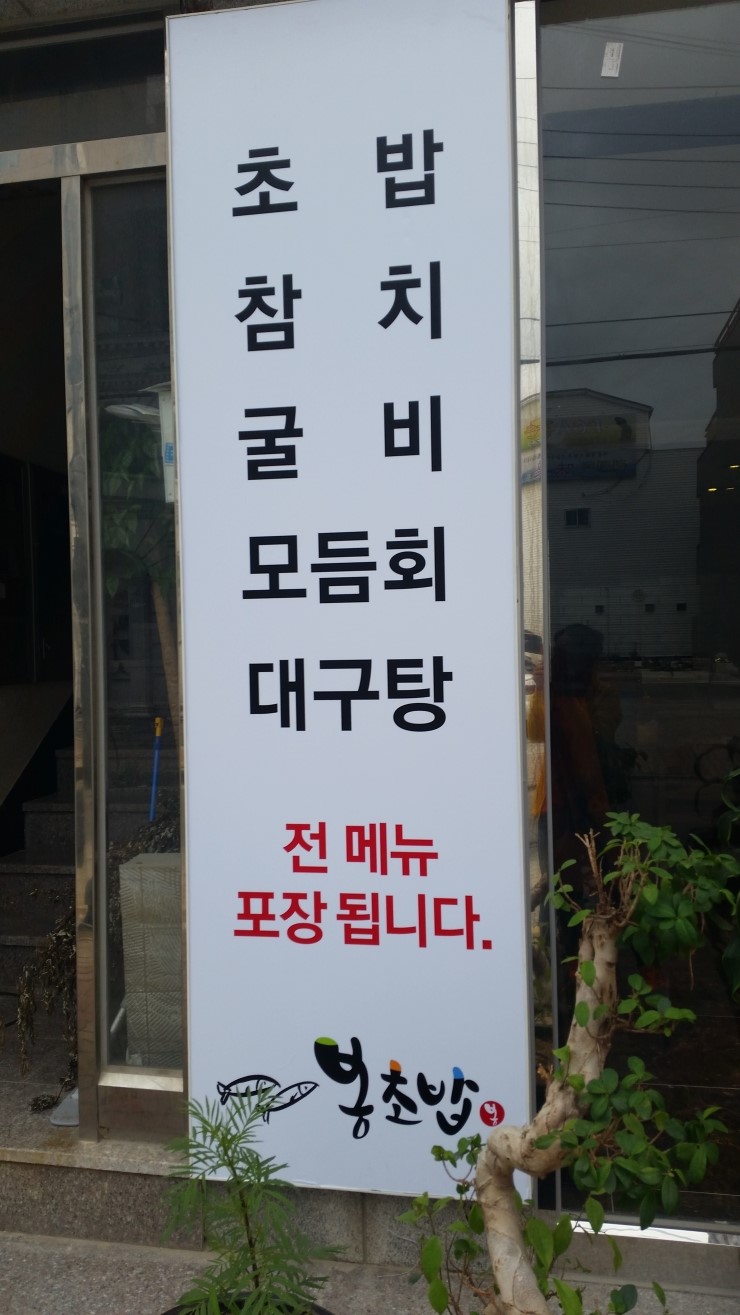 초 밥
참 치
굴 비
모듬회
대구탕
전 메뉴
포장 됩니다.
봉초밥